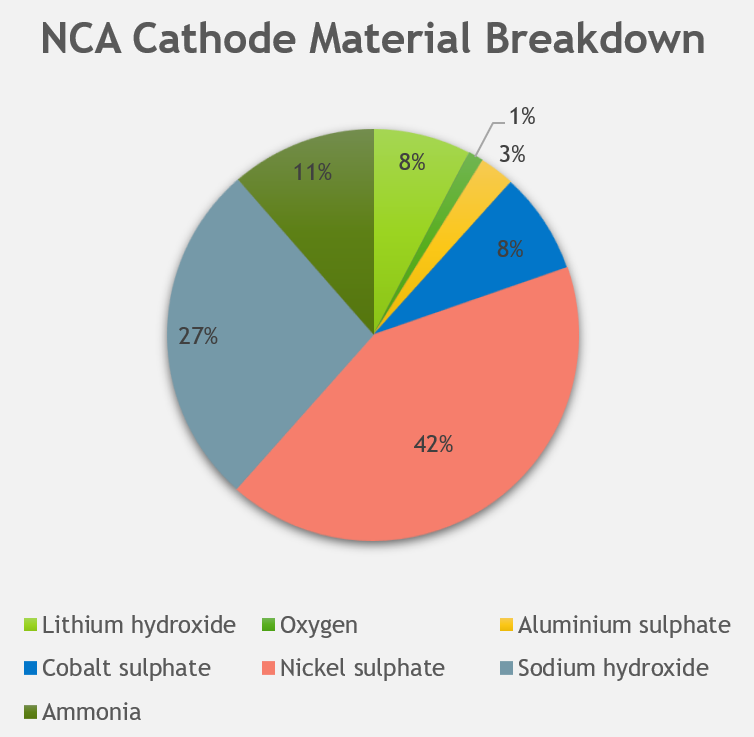 NCA Cathode Material Breakdown
1%
3%
8%
11%
8%
27%
42%
Lithium hydroxide
Oxygen
Aluminium sulphate
Cobalt sulphate
Nickel sulphate
Sodium hydroxide
Ammonia